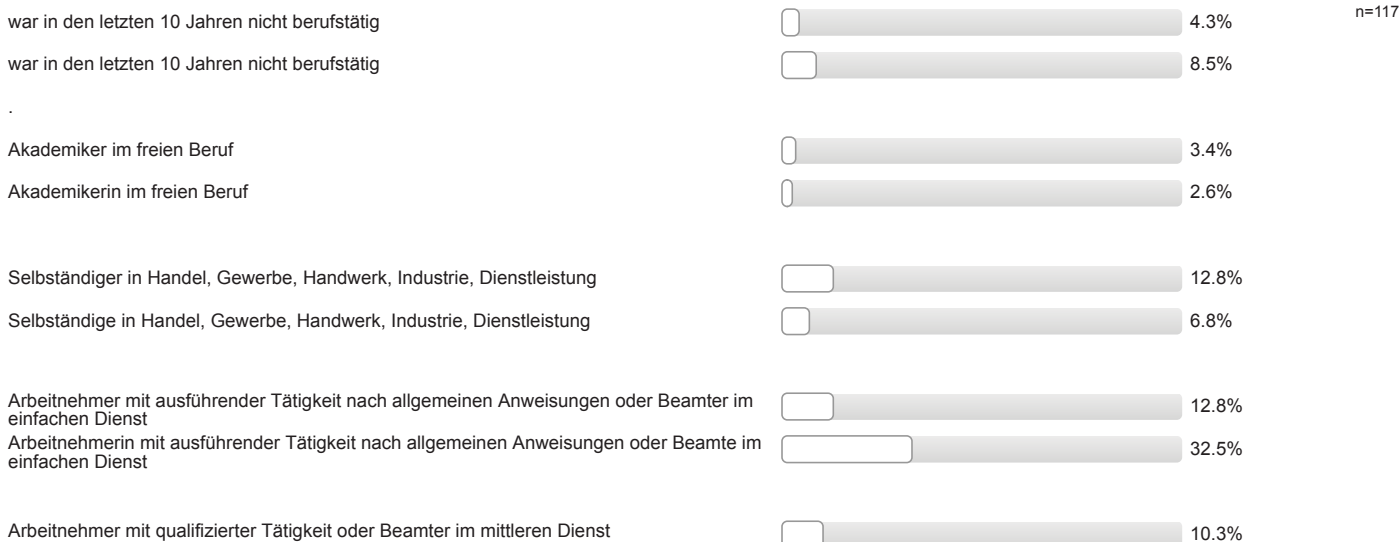 war in den letzten 10 Jahren nicht berufstätig 4.3% n=117
war in den letzten 10 Jahren nicht berufstätig 8.5%
.
Akademiker im freien Beruf 3.4%
Akademikerin im freien Beruf 2.6%
Selbständiger in Handel, Gewerbe, Handwerk, Industrie, Dienstleistung 12.8%
Selbständige in Handel, Gewerbe, Handwerk, Industrie, Dienstleistung 6.8%
Arbeitnehmer mit ausführender Tätigkeit nach allgemeinen Anweisungen oder Beamter im
einfachen Dienst 12.8%
Arbeitnehmerin mit ausführender Tätigkeit nach allgemeinen Anweisungen oder Beamte im
einfachen Dienst 32.5%
Arbeitnehmer mit qualifizierter Tätigkeit oder Beamter im mittleren Dienst 10.3%